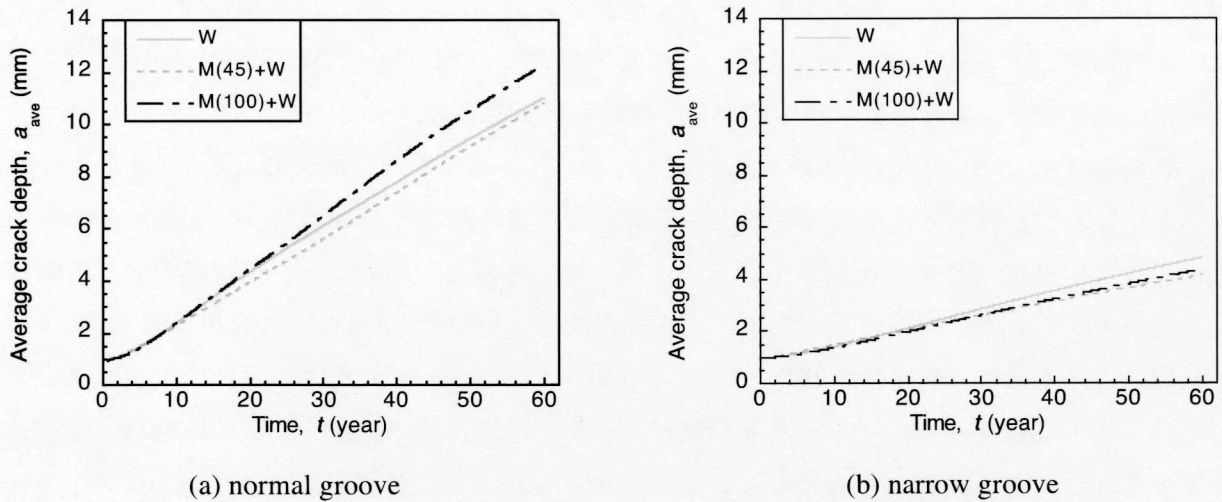 14
12
10
8
6
4
2
0
Average crack depth, a_ave (mm)
W
M(45)+W
M(100)+W
0 10 20 30 40 50 60
Time, t (year)
(a) normal groove
14
12
10
8
6
4
2
0
Average crack depth, a_ave (mm)
W
M(45)+W
M(100)+W
0 10 20 30 40 50 60
Time, t (year)
(b) narrow groove